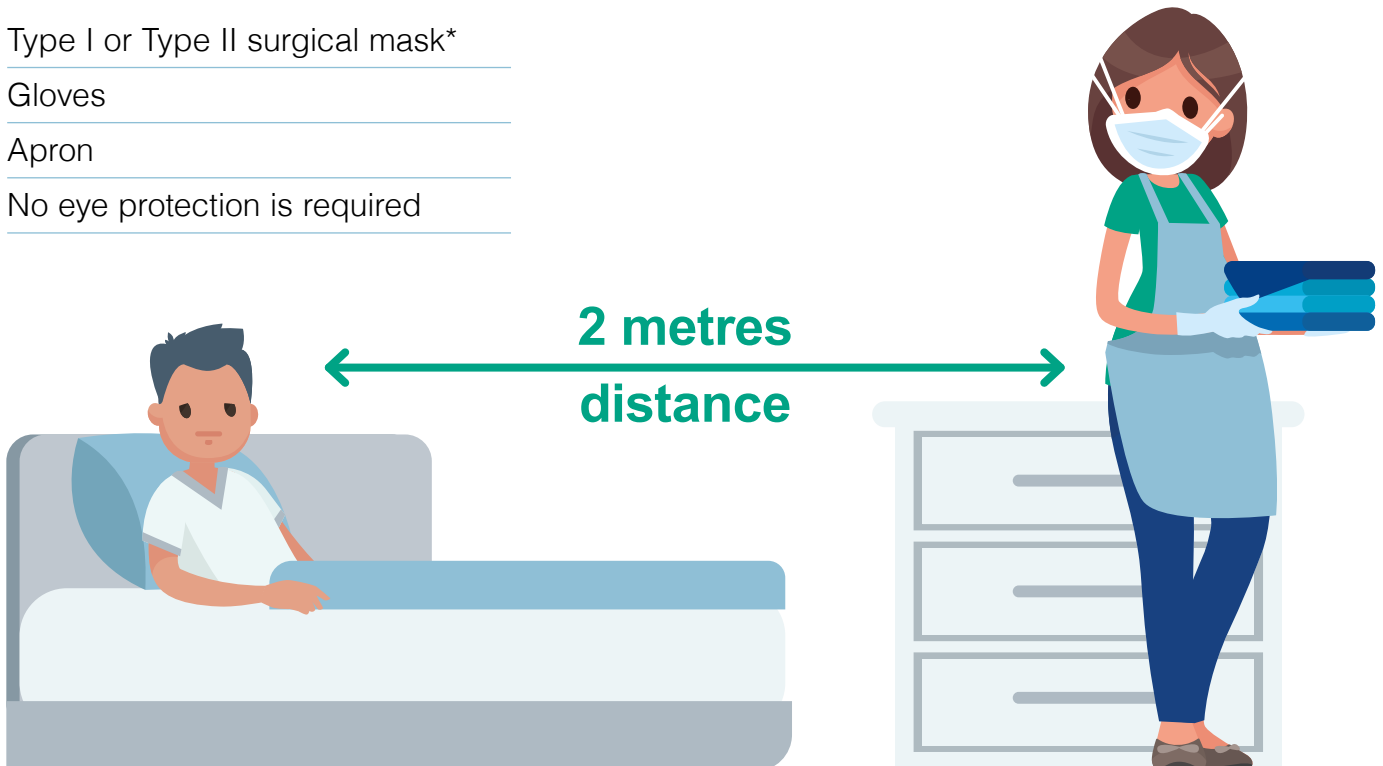 Type I or Type II surgical mask*
Gloves
Apron
No eye protection is required
2 metres
distance